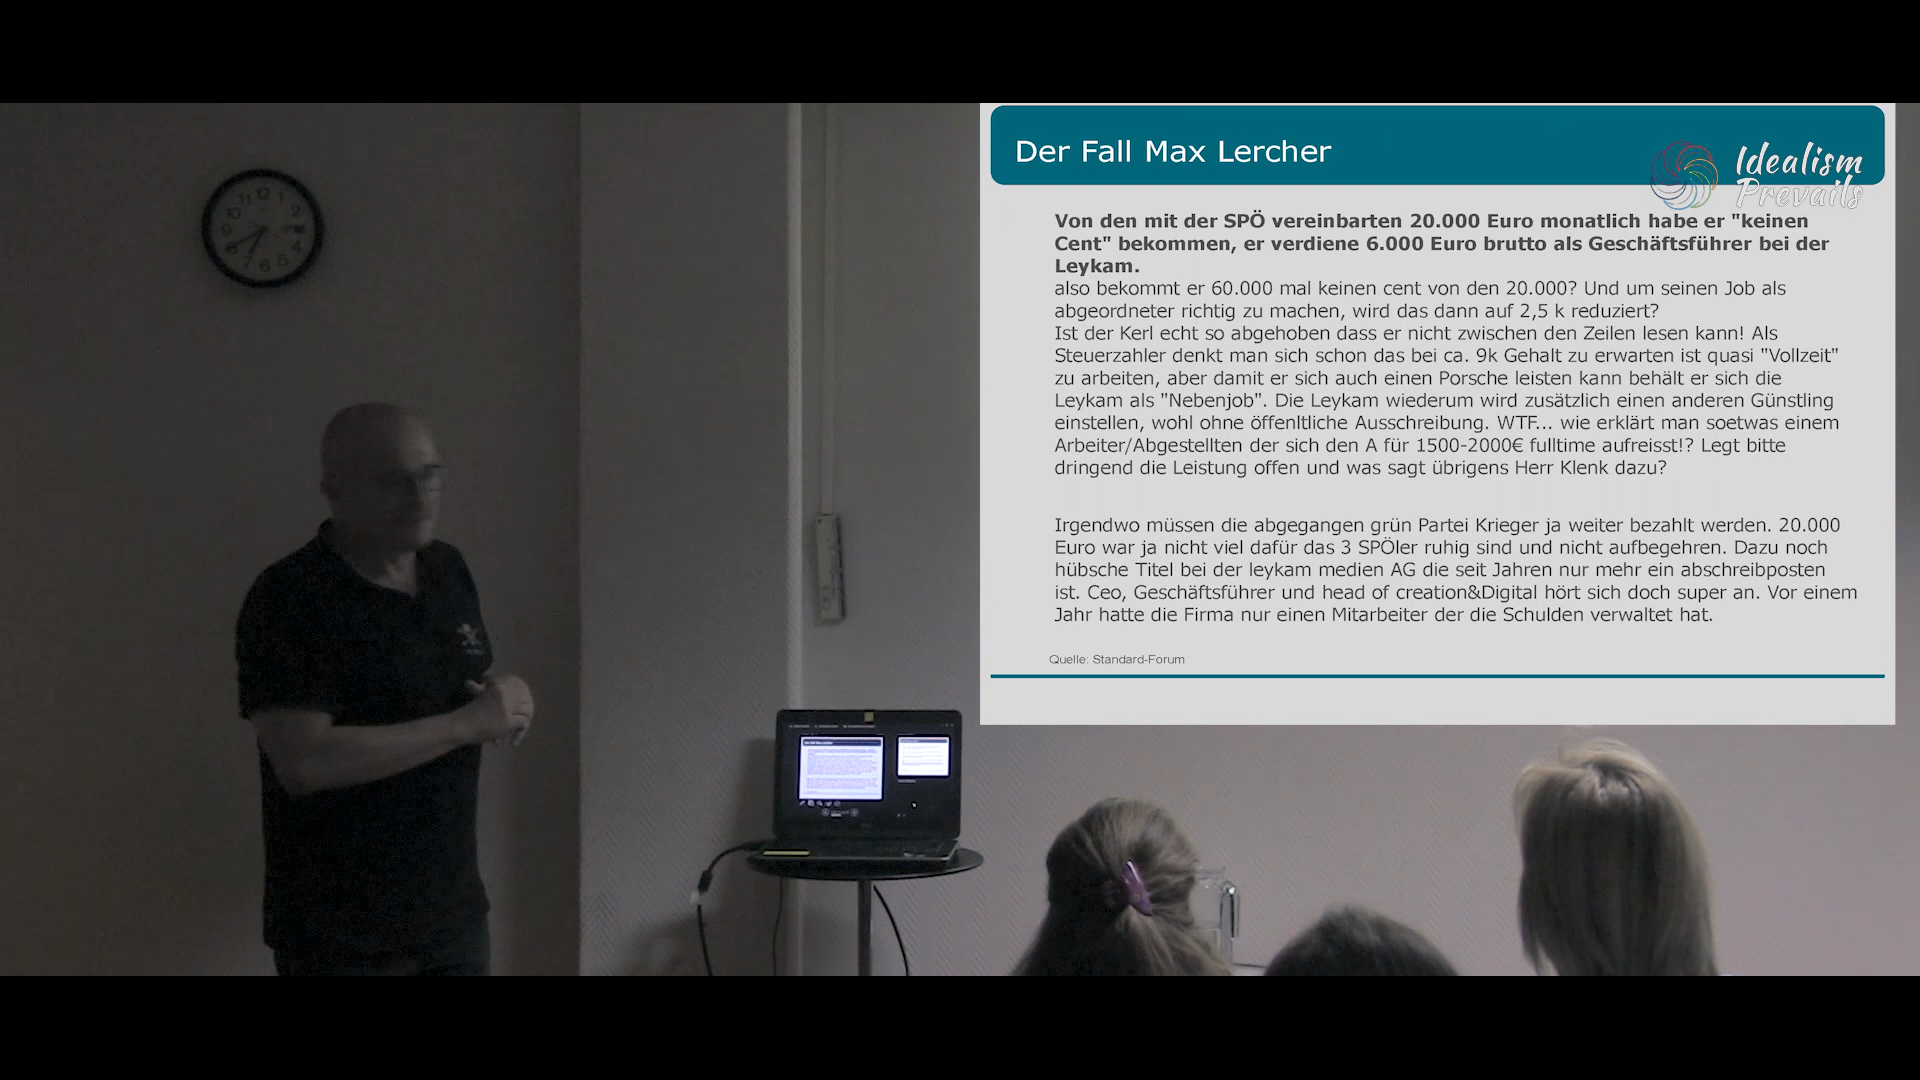 Der Fall Max Lercher
Idealism
Prevails
Von den mit der SPÖ vereinbarten 20.000 Euro monatlich habe er "keinen
Cent" bekommen, er verdiene 6.000 Euro brutto als Geschäftsführer bei der
Leykam.
also bekommt er 60.000 mal keinen cent von den 20.000? Und um seinen Job als
abgeordneter richtig zu machen, wird das dann auf 2,5 k reduziert?
Ist der Kerl echt so abgehoben dass er nicht zwischen den Zeilen lesen kann! Als
Steuerzahler denkt man sich schon das bei ca. 9k Gehalt zu erwarten ist quasi "Vollzeit"
zu arbeiten, aber damit er sich auch einen Porsche leisten kann behält er sich die
Leykam als "Nebenjob". Die Leykam wiederum wird zusätzlich einen anderen Günstling
einstellen, wohl ohne öffenltliche Ausschreibung. WTF... wie erklärt man soetwas einem
Arbeiter/Abgestellten der sich den A für 1500-2000€ fulltime aufreisst!? Legt bitte
dringend die Leistung offen und was sagt übrigens Herr Klenk dazu?
Irgendwo müssen die abgegangen grün Partei Krieger ja weiter bezahlt werden. 20.000
Euro war ja nicht viel dafür das 3 SPÖler ruhig sind und nicht aufbegehren. Dazu noch
hübsche Titel bei der leykam medien AG die seit Jahren nur mehr ein abschreibposten
ist. Ceo, Geschäftsführer und head of creation&Digital hört sich doch super an. Vor einem
Jahr hatte die Firma nur einen Mitarbeiter der die Schulden verwaltet hat.
Quelle: Standard-Forum
12
1
2
4
5
6
7
8
10
11